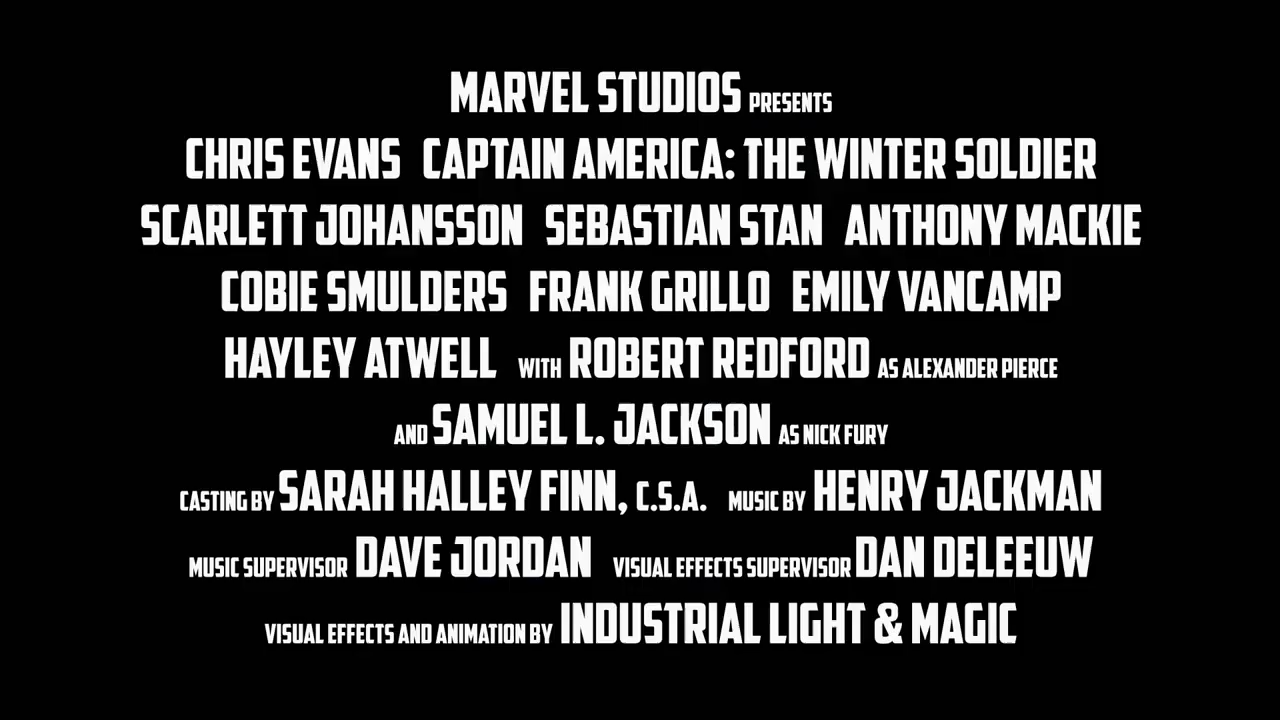 MARVEL STUDIOS PRESENTS
CHRIS EVANS CAPTAIN AMERICA: THE WINTER SOLDIER
SCARLETT JOHANSSON SEBASTIAN STAN ANTHONY MACKIE
COBIE SMULDERS FRANK GRILLO EMILY VANCAMP
HAYLEY ATWELL WITH ROBERT REDFORD AS ALEXANDER PIERCE
AND SAMUEL L. JACKSON AS NICK FURY
CASTING BY SARAH HALLEY FINN, C.S.A. MUSIC BY HENRY JACKMAN
MUSIC SUPERVISOR DAVE JORDAN VISUAL EFFECTS SUPERVISOR DAN DELEEUW
VISUAL EFFECTS AND ANIMATION BY INDUSTRIAL LIGHT & MAGIC